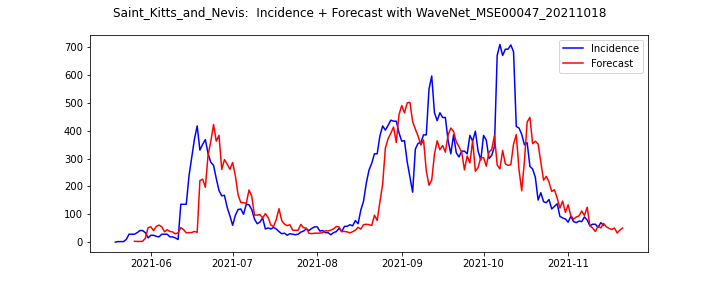 Saint_Kitts_and_Nevis:  Incidence + Forecast with WaveNet_MSE00047_20211018
Incidence
Forecast
700
600
500
400
300
200
100
0
2021-06 2021-07 2021-08 2021-09 2021-10 2021-11